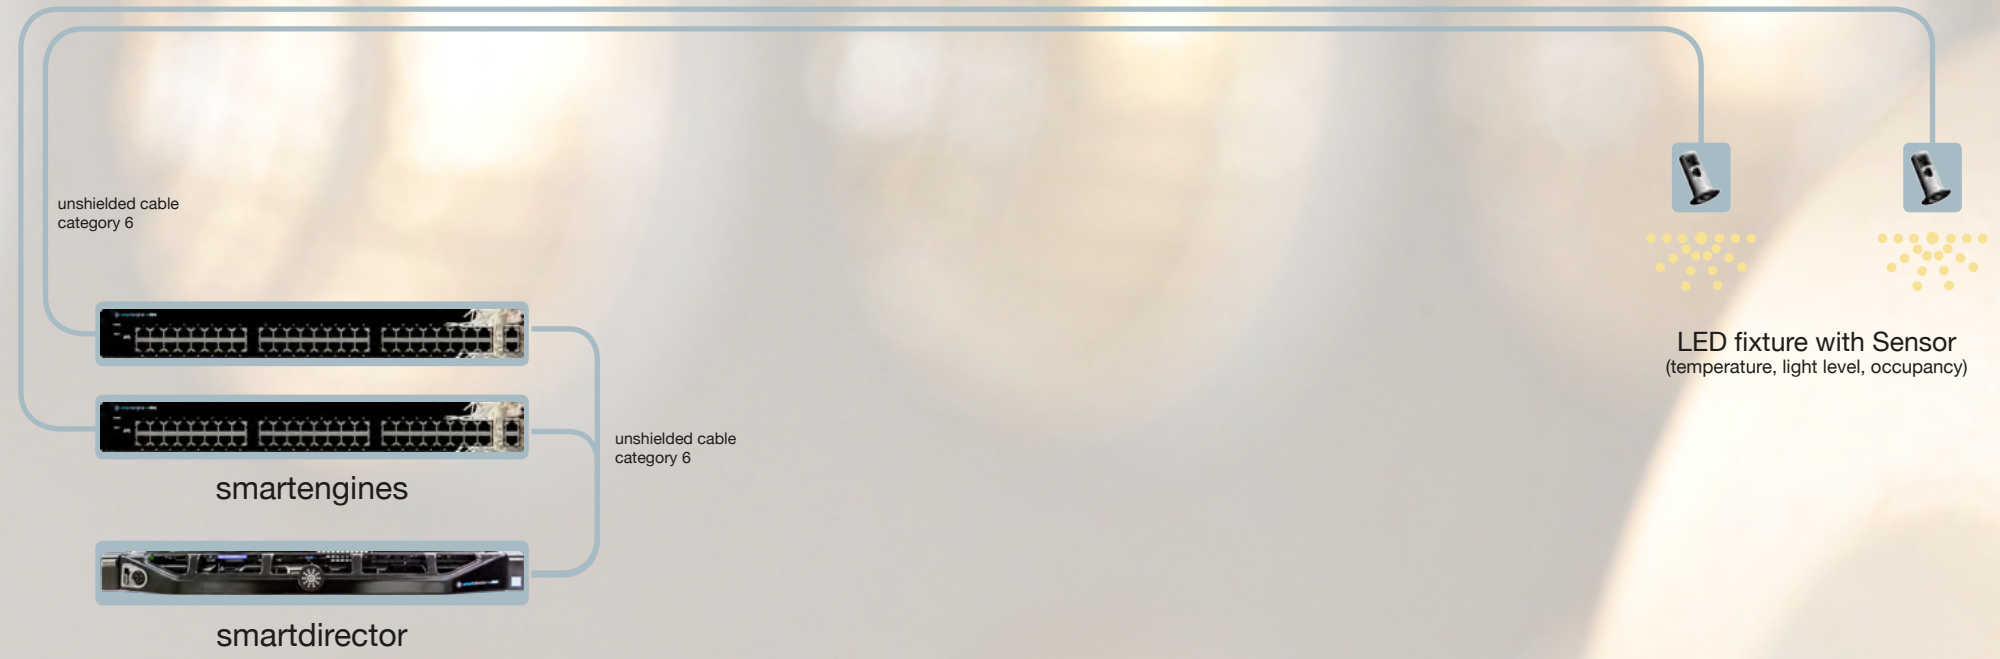 unshielded cable
category 6
LED fixture with Sensor
(temperature, light level, occupancy)
unshielded cable
category 6
smartengines
smartdirector